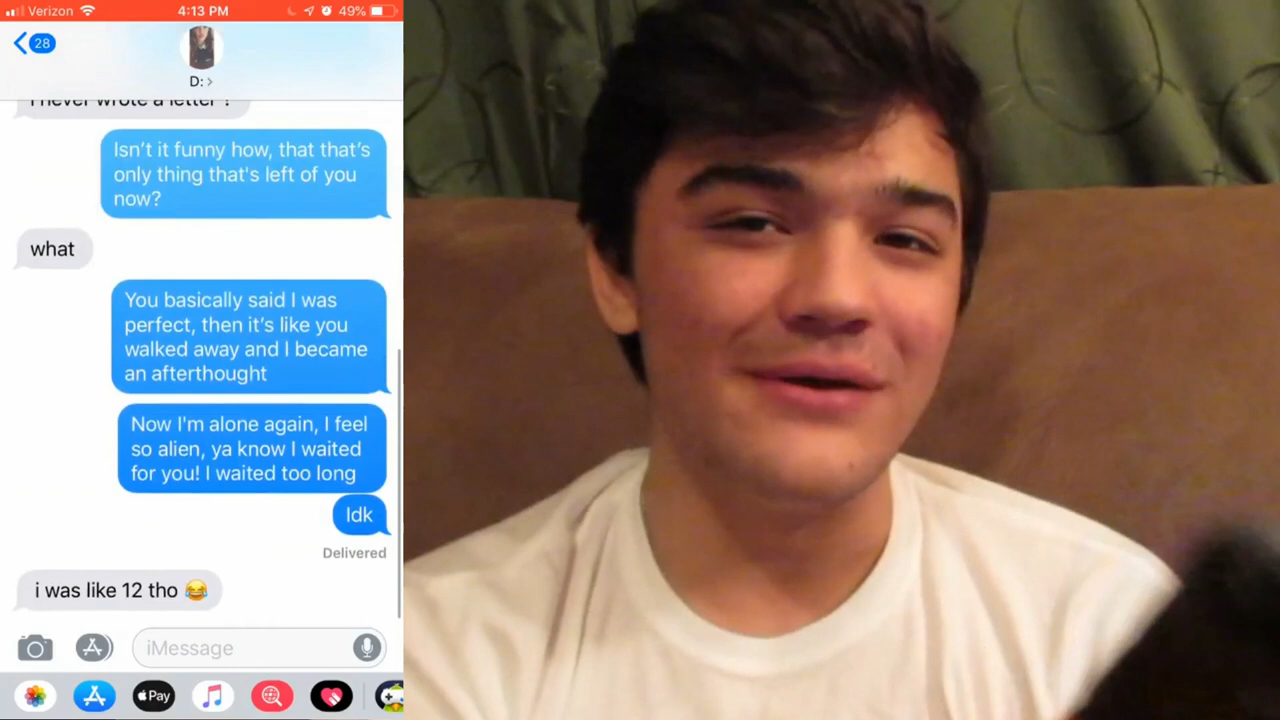 Verizon 4:13 PM 49%
28
D: >
I never wrote a letter ?
Isn't it funny how, that that's
only thing that's left of you
now?
what
You basically said I was
perfect, then it's like you
walked away and I became
an afterthought
Now I'm alone again, I feel
so alien, ya know I waited
for you! I waited too long
Idk
Delivered
i was like 12 tho 😂
iMessage
Pay